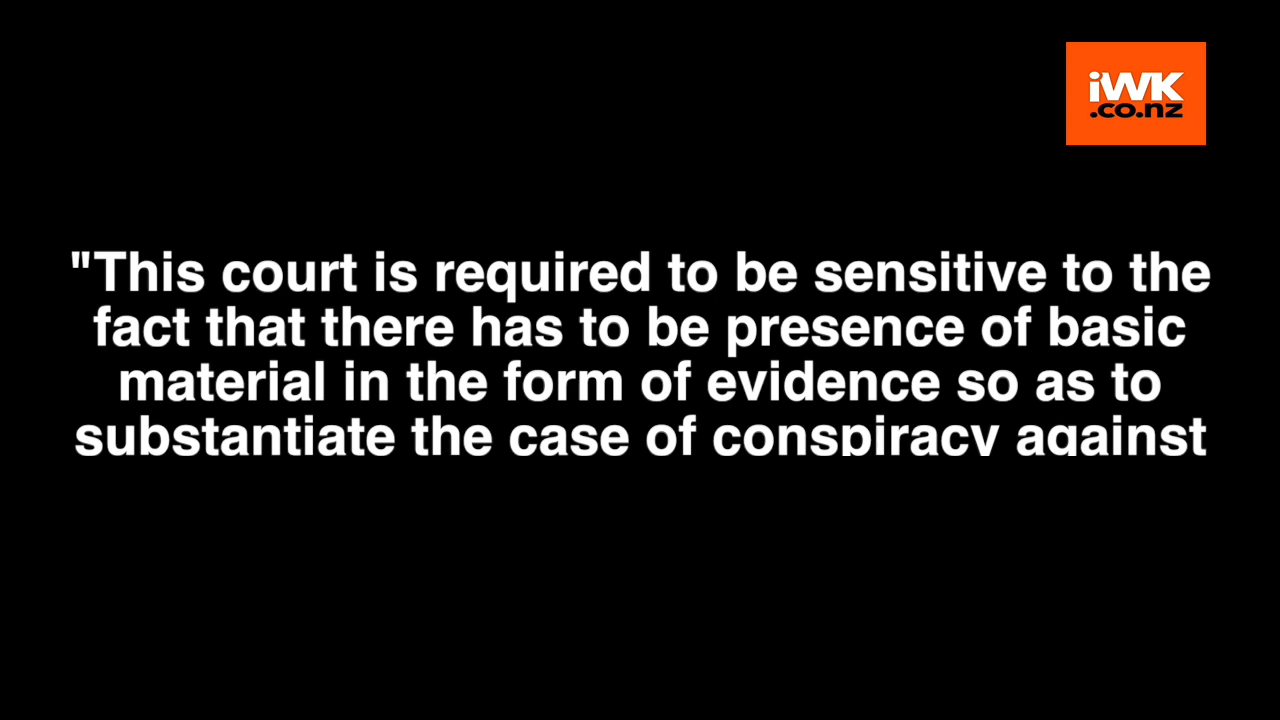 iWK
.co.nz
"This court is required to be sensitive to the
fact that there has to be presence of basic
material in the form of evidence so as to
substantiate the case of conspiracy against